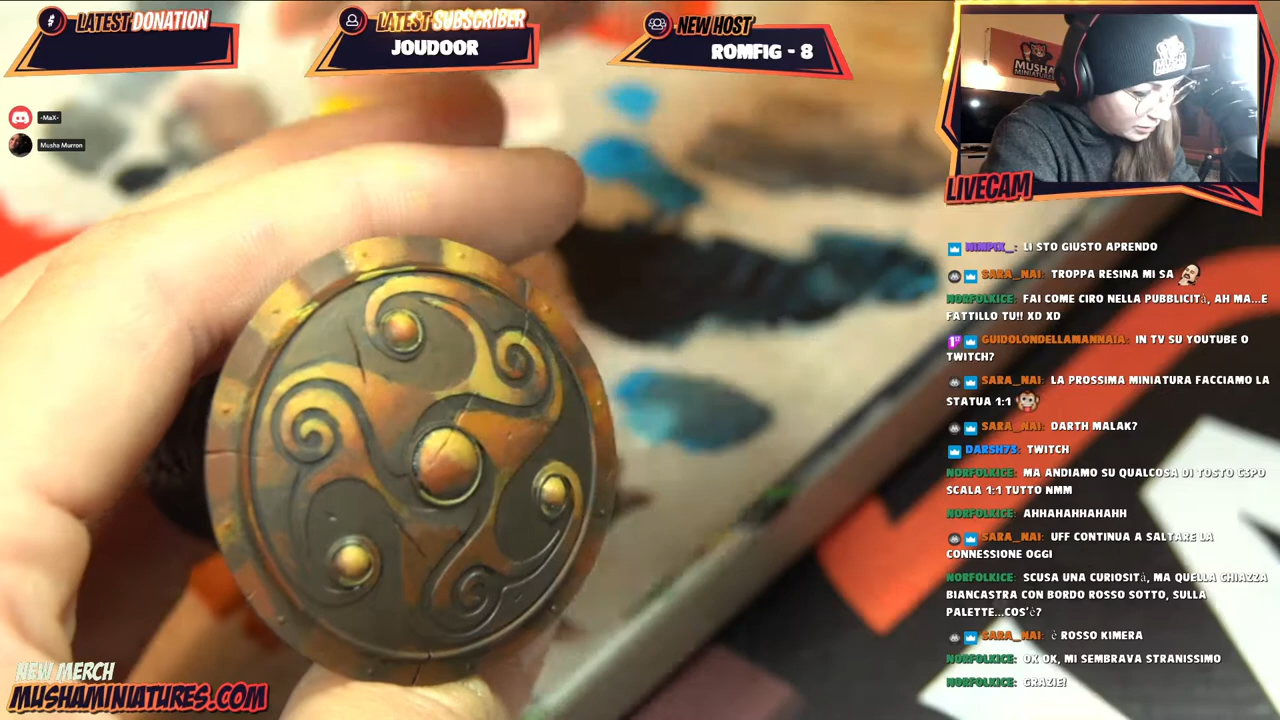 LATEST DONATION
LATEST SUBSCRIBER
JOUDOOR
NEW HOST
ROMFIG - 8
-MaX-
Musha Murron
MUSHA
MINIATURES
LIVECAM
NIMPIX_: LI STO GIUSTO APRENDO
SARA_NAI: TROPPA RESINA MI SA
NORFOLKICE: FAI COME CIRO NELLA PUBBLICITà, AH MA...E
FATTILLO TU!! XD XD
GUIDOLONDELLAMANNAIA: IN TV SU YOUTUBE O
TWITCH?
SARA_NAI: LA PROSSIMA MINIATURA FACCIAMO LA
STATUA 1:1
SARA_NAI: DARTH MALAK?
DARSH75: TWITCH
NORFOLKICE: MA ANDIAMO SU QUALCOSA DI TOSTO C3PO
SCALA 1:1 TUTTO NMM
NORFOLKICE: AHHAHAHHAHAHH
SARA_NAI: UFF CONTINUA A SALTARE LA
CONNESSIONE OGGI
NORFOLKICE: SCUSA UNA CURIOSITà, MA QUELLA CHIAZZA
BIANCASTRA CON BORDO ROSSO SOTTO, SULLA
PALETTE...COS'è?
SARA_NAI: è ROSSO KIMERA
NORFOLKICE: OK OK, MI SEMBRAVA STRANISSIMO
NORFOLKICE: GRAZIE!
NEW MERCH
MUSHAMINIATURES.COM